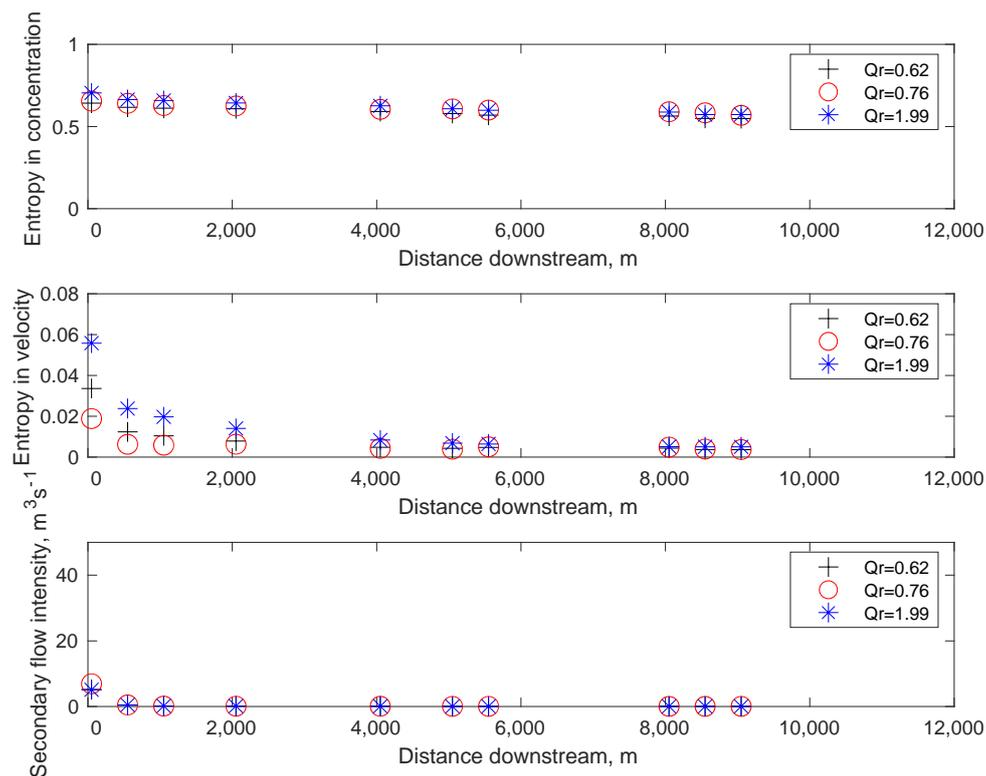 Entropy in concentration
1
0.5
0
0 2,000 4,000 6,000 8,000 10,000 12,000
Distance downstream, m
Qr=0.62
Qr=0.76
Qr=1.99
Entropy in velocity
0.08
0.06
0.04
0.02
0
0 2,000 4,000 6,000 8,000 10,000 12,000
Distance downstream, m
Qr=0.62
Qr=0.76
Qr=1.99
Secondary flow intensity, m³s⁻¹
40
20
0
0 2,000 4,000 6,000 8,000 10,000 12,000
Distance downstream, m
Qr=0.62
Qr=0.76
Qr=1.99